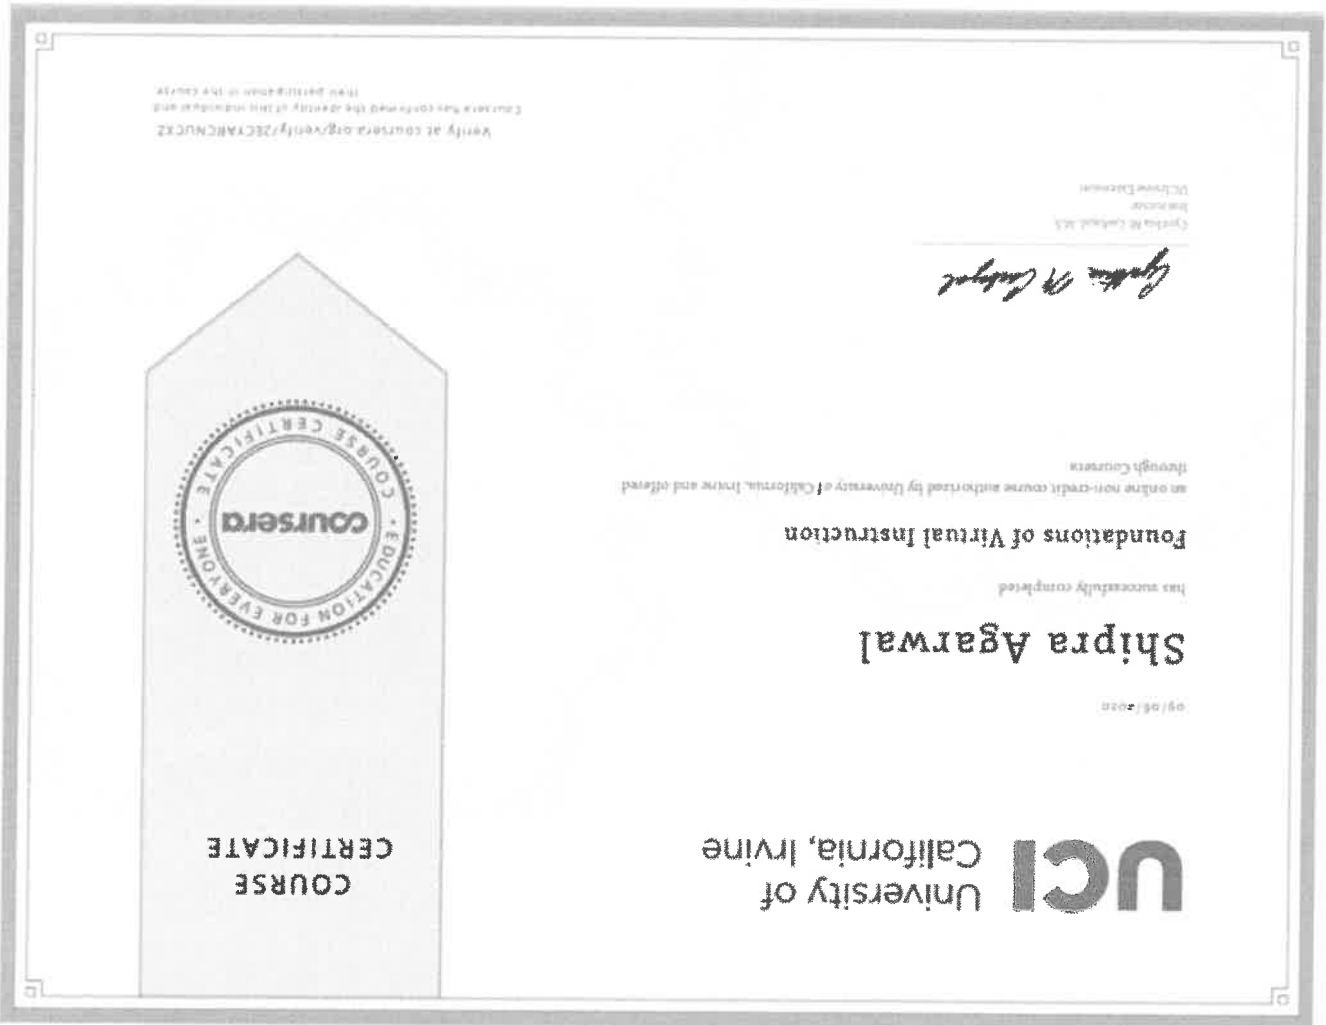 UCI
University of
California, Irvine
09/06/2020
Shipra Agarwal
has successfully completed
Foundations of Virtual Instruction
an online non-credit course authorized by University of California, Irvine and offered
through Coursera
Cynthia M. Carbajal, M.S.
Instructor
UC Irvine Extension
COURSE
CERTIFICATE
EDUCATION FOR EVERYONE
coursera
COURSE CERTIFICATE
Verify at coursera.org/verify/2ECYARCNUCXZ
Coursera has confirmed the identity of this individual and
their participation in the course